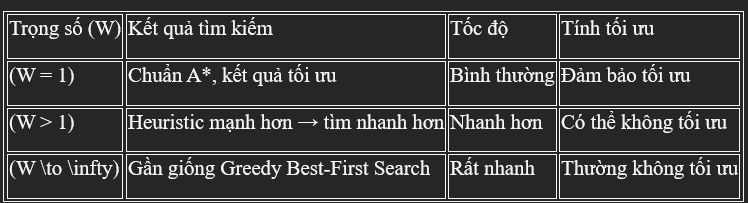 Trọng số (W) Kết quả tìm kiếm Tốc độ Tính tối ưu
(W = 1) Chuẩn A*, kết quả tối ưu Bình thường Đảm bảo tối ưu
(W > 1) Heuristic mạnh hơn → tìm nhanh hơn Nhanh hơn Có thể không tối ưu
(W \to \infty) Gần giống Greedy Best-First Search Rất nhanh Thường không tối ưu